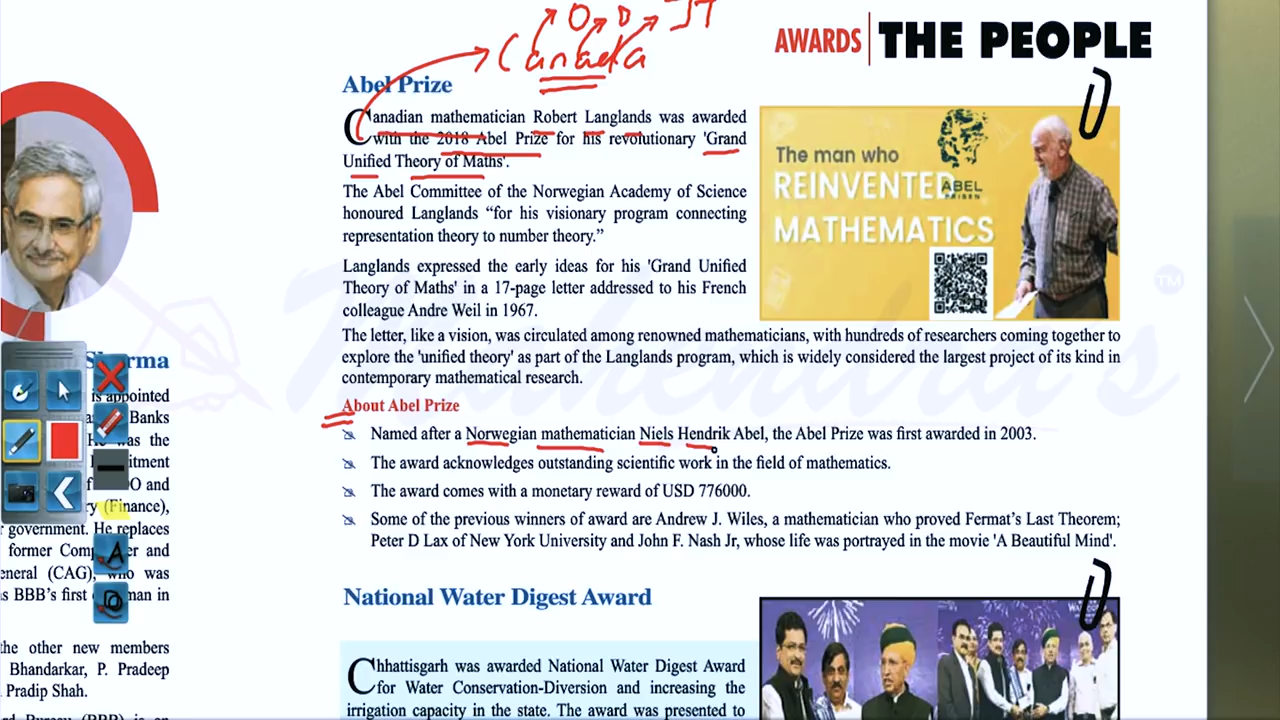 AWARDS THE PEOPLE
Canada
Abel Prize
Canadian mathematician Robert Langlands was awarded
with the 2018 Abel Prize for his revolutionary 'Grand
Unified Theory of Maths'.
The Abel Committee of the Norwegian Academy of Science
honoured Langlands “for his visionary program connecting
representation theory to number theory.”
Langlands expressed the early ideas for his 'Grand Unified
Theory of Maths' in a 17-page letter addressed to his French
colleague Andre Weil in 1967.
The letter, like a vision, was circulated among renowned mathematicians, with hundreds of researchers coming together to
explore the 'unified theory' as part of the Langlands program, which is widely considered the largest project of its kind in
contemporary mathematical research.
The man who
REINVENTED
MATHEMATICS
ABEL
PRISEN
About Abel Prize
Named after a Norwegian mathematician Niels Hendrik Abel, the Abel Prize was first awarded in 2003.
The award acknowledges outstanding scientific work in the field of mathematics.
The award comes with a monetary reward of USD 776000.
Some of the previous winners of award are Andrew J. Wiles, a mathematician who proved Fermat’s Last Theorem;
Peter D Lax of New York University and John F. Nash Jr, whose life was portrayed in the movie 'A Beautiful Mind'.
National Water Digest Award
Chhattisgarh was awarded National Water Digest Award
for Water Conservation-Diversion and increasing the
irrigation capacity in the state. The award was presented to
is appointed
Banks
was the
and
(Finance),
government. He replaces
former and
(CAG), who was
BBB’s first man in
the other new members
Bhandarkar, P. Pradeep
Pradip Shah.
TM